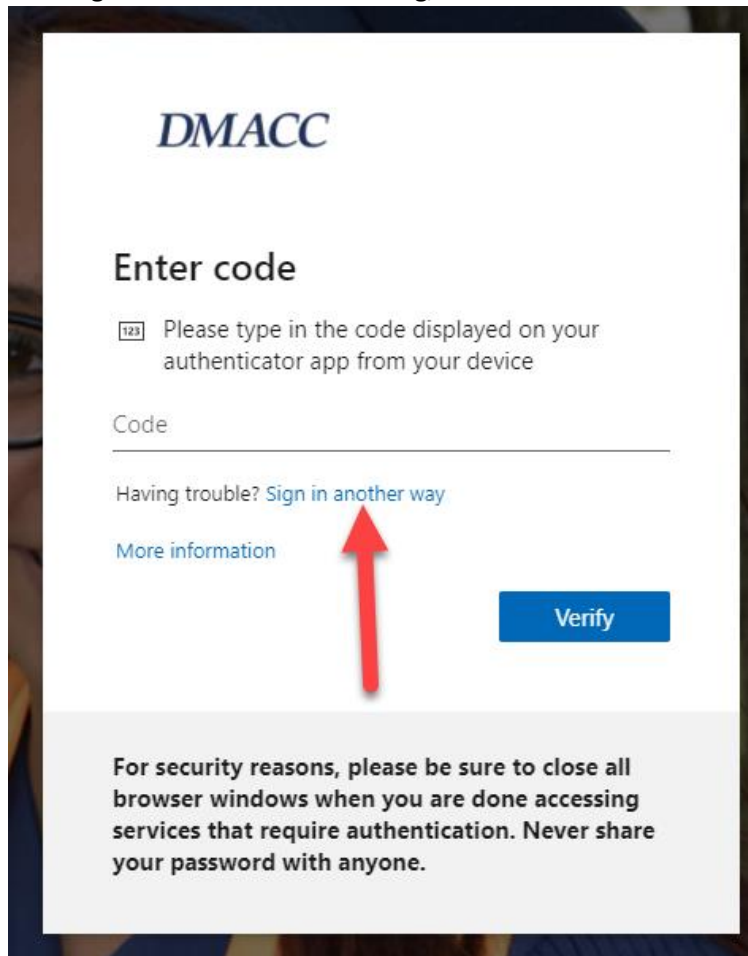 DMACC
Enter code
123
Please type in the code displayed on your
authenticator app from your device
Code
Having trouble? Sign in another way
More information
Verify
For security reasons, please be sure to close all
browser windows when you are done accessing
services that require authentication. Never share
your password with anyone.